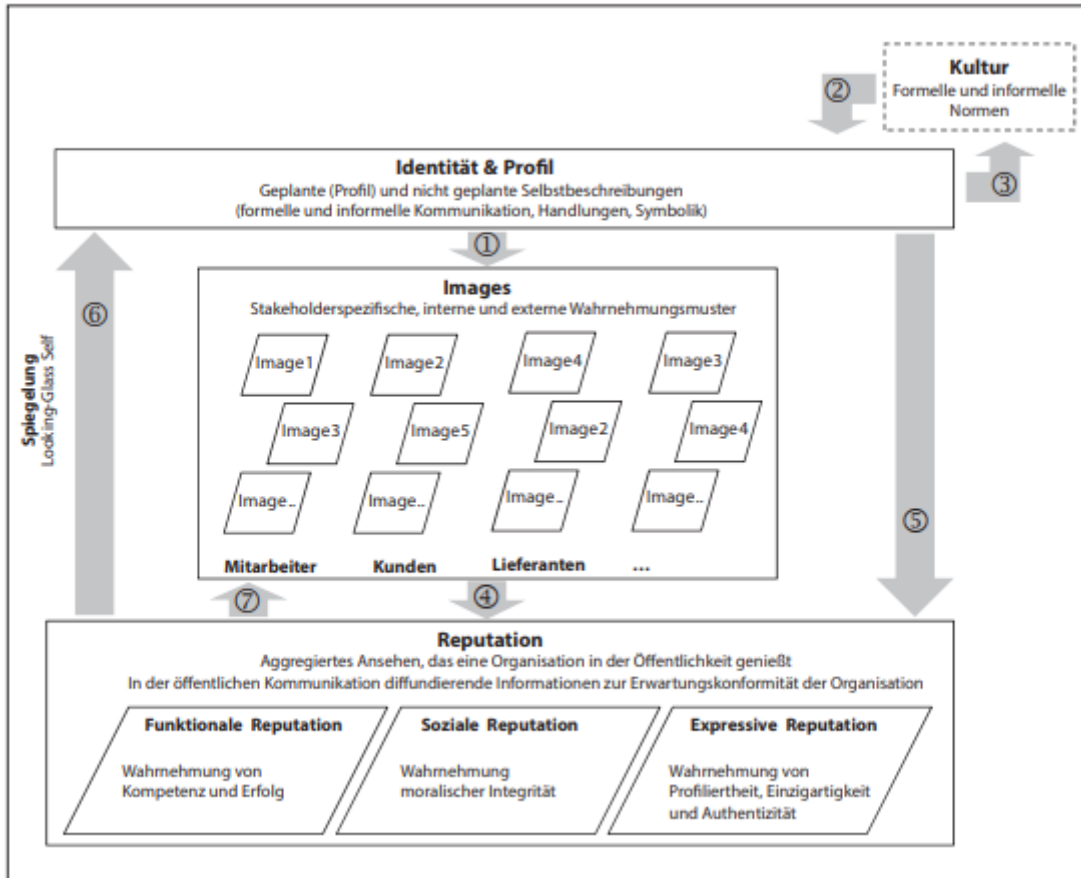 Kultur
Formelle und informelle
Normen
②
③
Identität & Profil
Geplante (Profil) und nicht geplante Selbstbeschreibungen
(formelle und informelle Kommunikation, Handlungen, Symbolik)
①
Images
Stakeholderspezifische, interne und externe Wahrnehmungsmuster
Image1 Image2 Image4 Image3
Image3 Image5 Image2 Image4
Image.. Image.. Image.. Image..
Mitarbeiter Kunden Lieferanten ...
⑥
Spiegelung
Looking-Glass Self
⑤
⑦
④
Reputation
Aggregiertes Ansehen, das eine Organisation in der Öffentlichkeit genießt
In der öffentlichen Kommunikation diffundierende Informationen zur Erwartungskonformität der Organisation
Funktionale Reputation
Wahrnehmung von
Kompetenz und Erfolg
Soziale Reputation
Wahrnehmung
moralischer Integrität
Expressive Reputation
Wahrnehmung von
Profiliertheit, Einzigartigkeit
und Authentizität